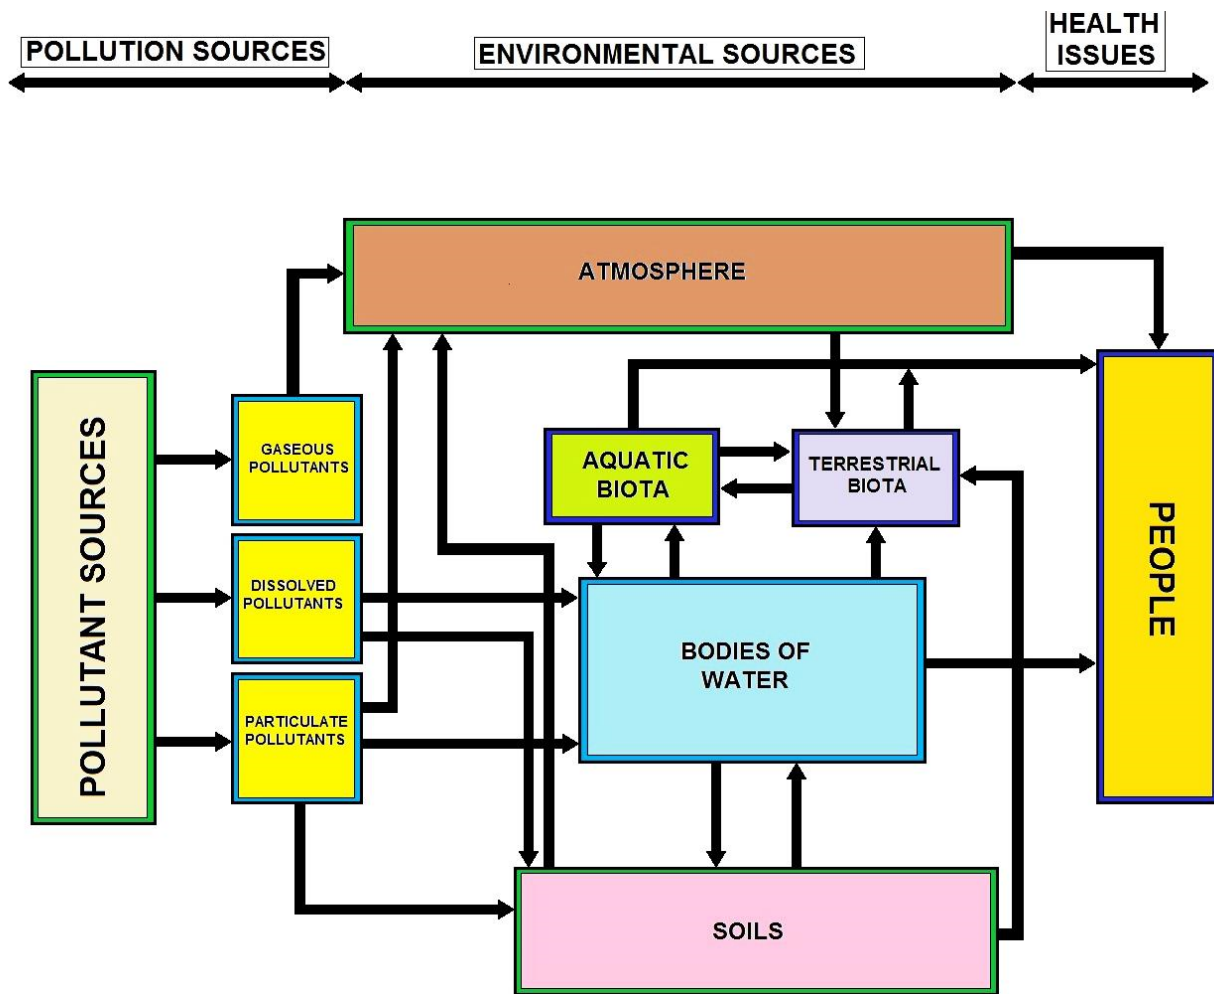 POLLUTION SOURCES
ENVIRONMENTAL SOURCES
HEALTH
ISSUES
ATMOSPHERE
POLLUTANT SOURCES
GASEOUS
POLLUTANTS
AQUATIC
BIOTA
TERRESTRIAL
BIOTA
PEOPLE
DISSOLVED
POLLUTANTS
BODIES OF
WATER
PARTICULATE
POLLUTANTS
SOILS